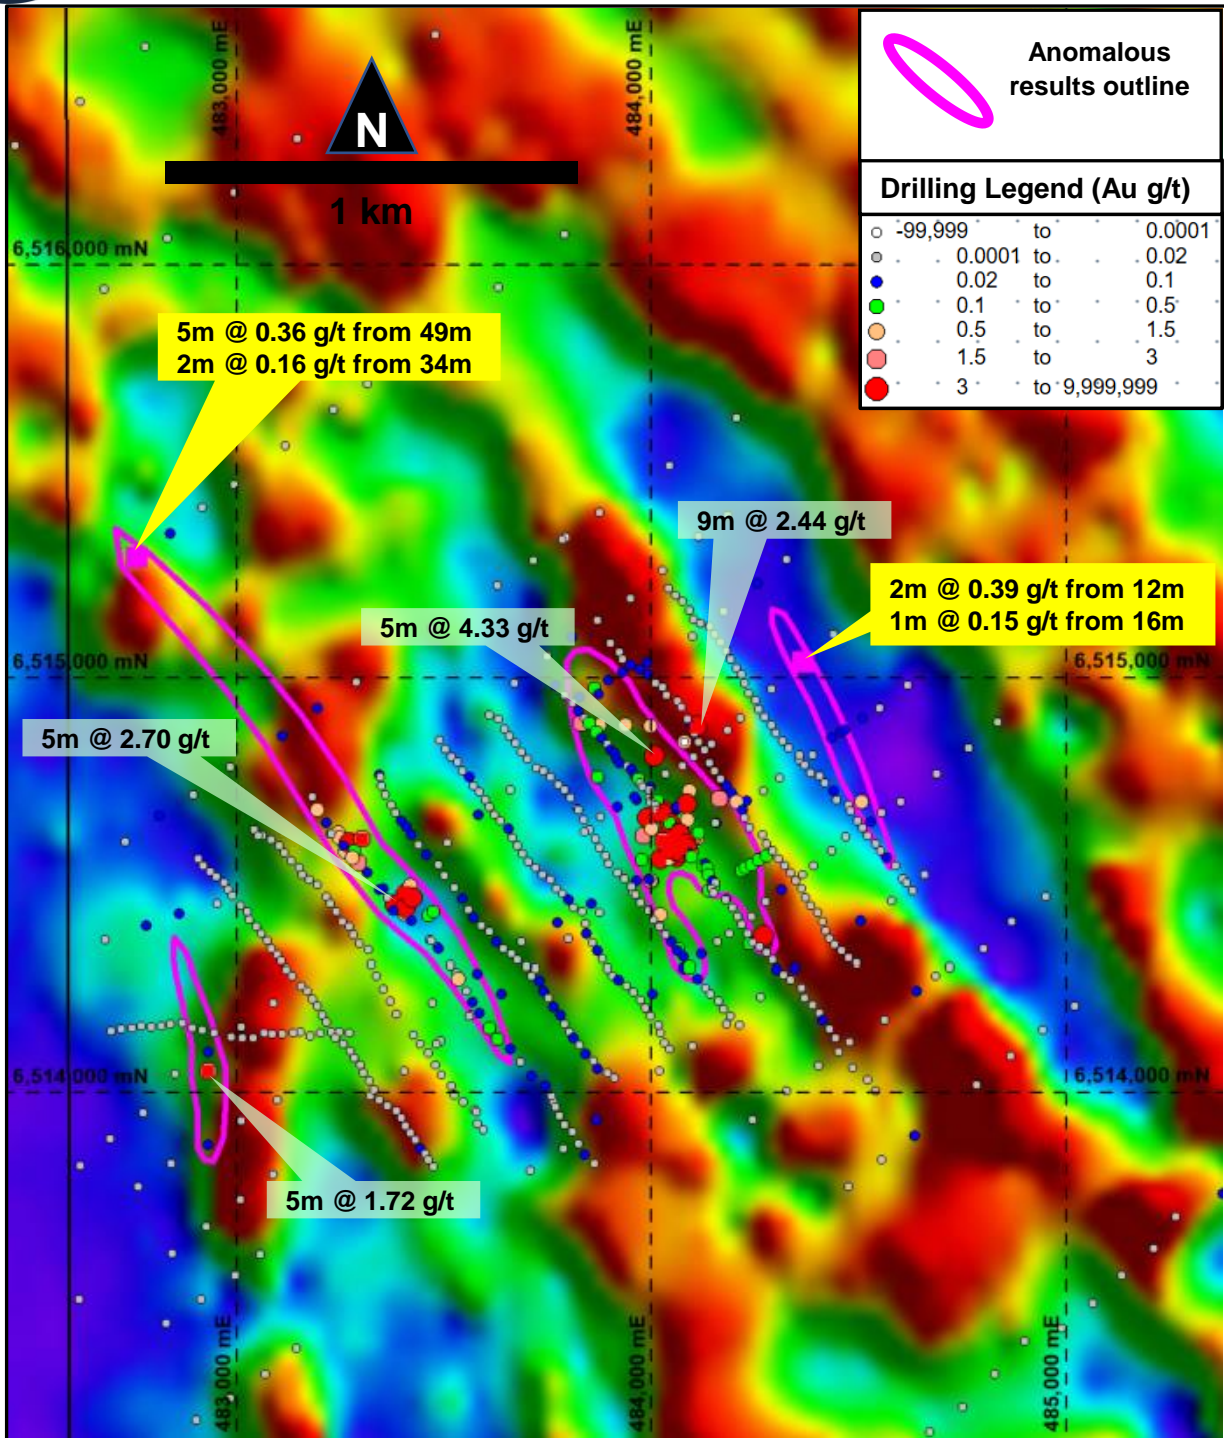 483,000 mE
484,000 mE
N
1 km
Anomalous
results outline
Drilling Legend (Au g/t)
-99,999 to 0.0001
0.0001 to 0.02
0.02 to 0.1
0.1 to 0.5
0.5 to 1.5
1.5 to 3
3 to 9,999,999
6,516,000 mN
5m @ 0.36 g/t from 49m
2m @ 0.16 g/t from 34m
9m @ 2.44 g/t
2m @ 0.39 g/t from 12m
1m @ 0.15 g/t from 16m
5m @ 4.33 g/t
6,515,000 mN
6,515,000 mN
5m @ 2.70 g/t
6,514,000 mN
6,514,000 mN
5m @ 1.72 g/t
483,000 mE
484,000 mE
485,000 mE